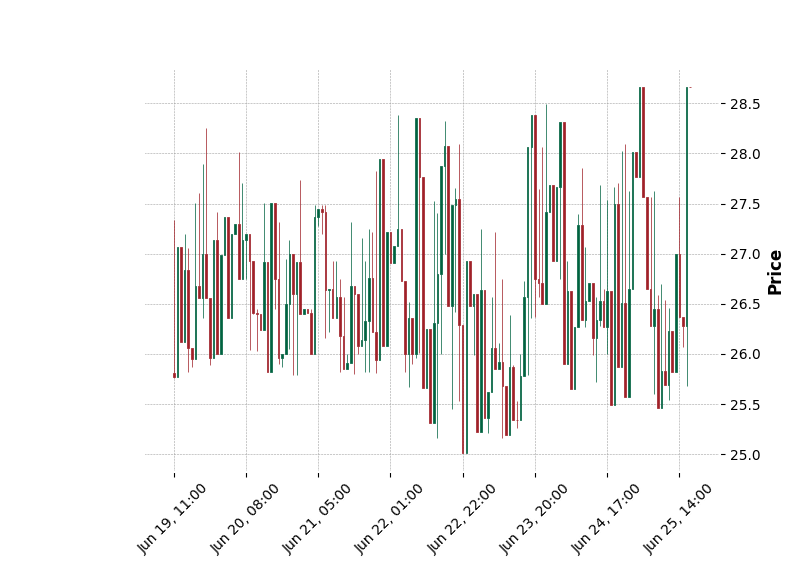 28.5
28.0
27.5
27.0
26.5
26.0
25.5
25.0
Price
Jun 19, 11:00
Jun 20, 08:00
Jun 21, 05:00
Jun 22, 01:00
Jun 22, 22:00
Jun 23, 20:00
Jun 24, 17:00
Jun 25, 14:00